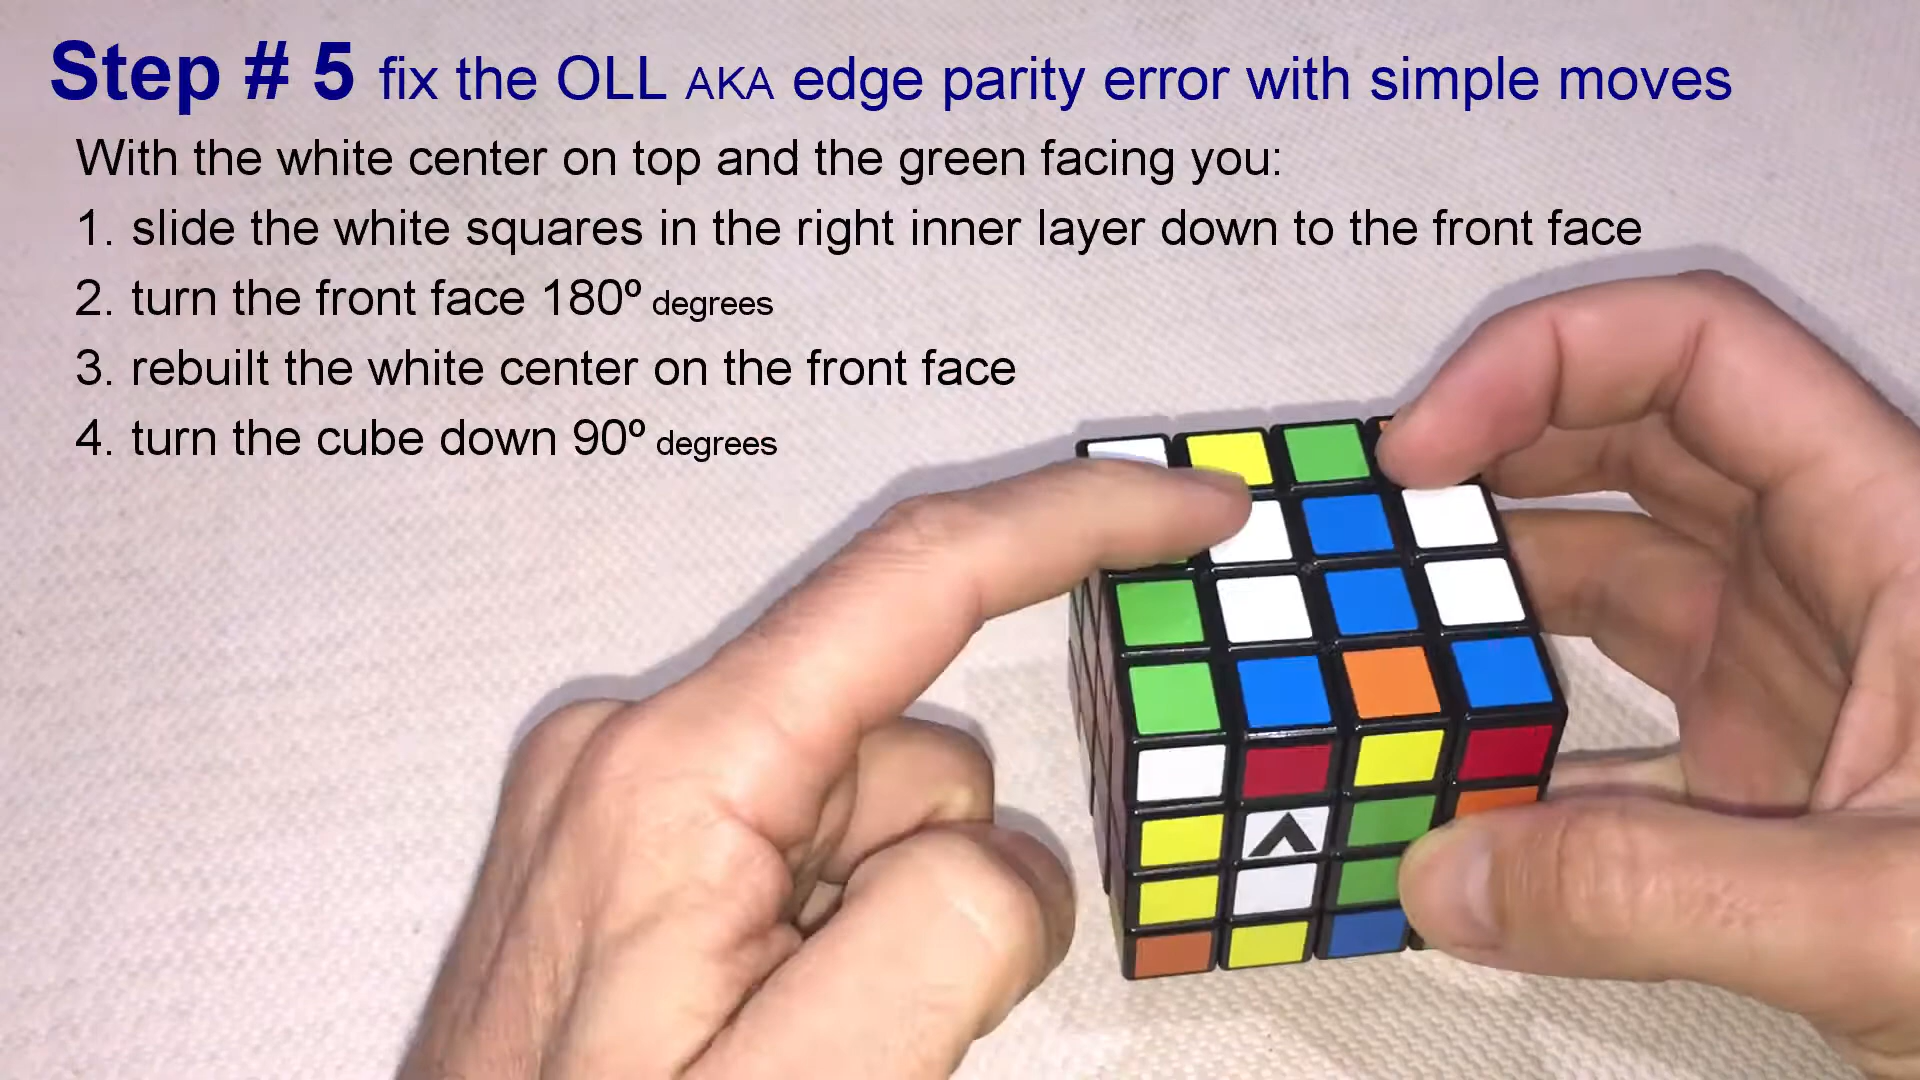 Step # 5 fix the OLL AKA edge parity error with simple moves
With the white center on top and the green facing you:
1. slide the white squares in the right inner layer down to the front face
2. turn the front face 180º degrees
3. rebuilt the white center on the front face
4. turn the cube down 90º degrees